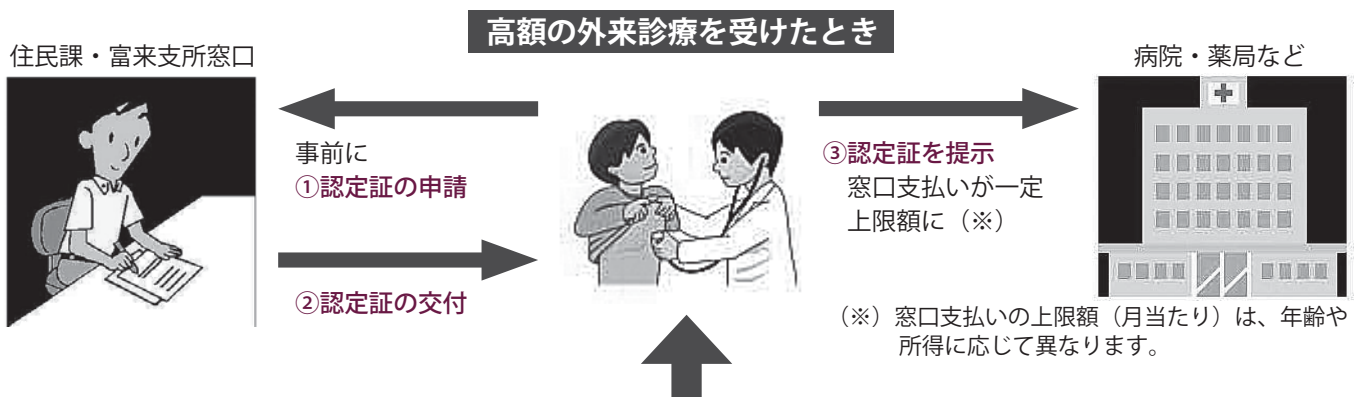 高額の外来診療を受けたとき
住民課・富来支所窓口
病院・薬局など
事前に
①認定証の申請
②認定証の交付
③認定証を提示
窓口支払いが一定
上限額に（※）
（※）窓口支払いの上限額（月当たり）は、年齢や
所得に応じて異なります。